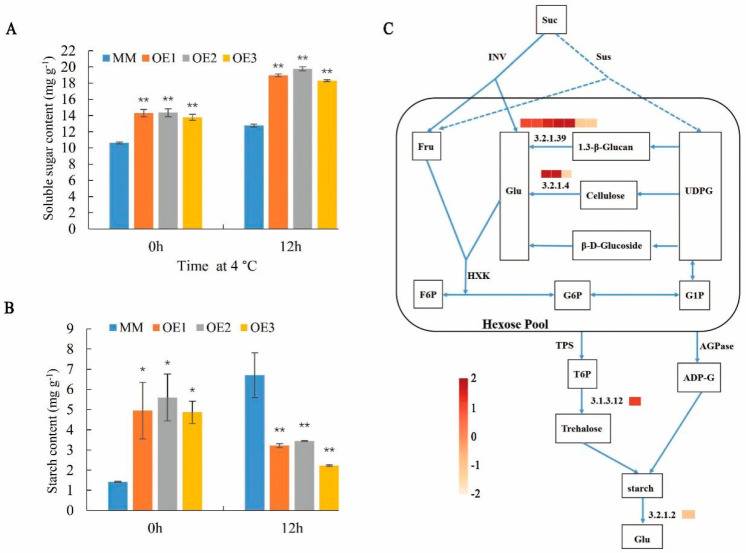 A
MM OE1 OE2 OE3
Soluble sugar content (mg g-1)
22
20
18
16
14
12
10
8
6
4
2
0
** ** **
** ** **
0h 12h
Time at 4 °C
B
MM OE1 OE2 OE3
Starch content (mg g-1)
9
8
7
6
5
4
3
2
1
0
* * *
** ** **
0h 12h
C
Suc
INV Sus
Fru
3.2.1.39
1.3-β-Glucan
Glu
UDPG
3.2.1.4
Cellulose
β-D-Glucoside
HXK
F6P G6P G1P
Hexose Pool
TPS AGPase
T6P ADP-G
3.1.3.12
Trehalose
starch
3.2.1.2
Glu
2
1
0
-1
-2